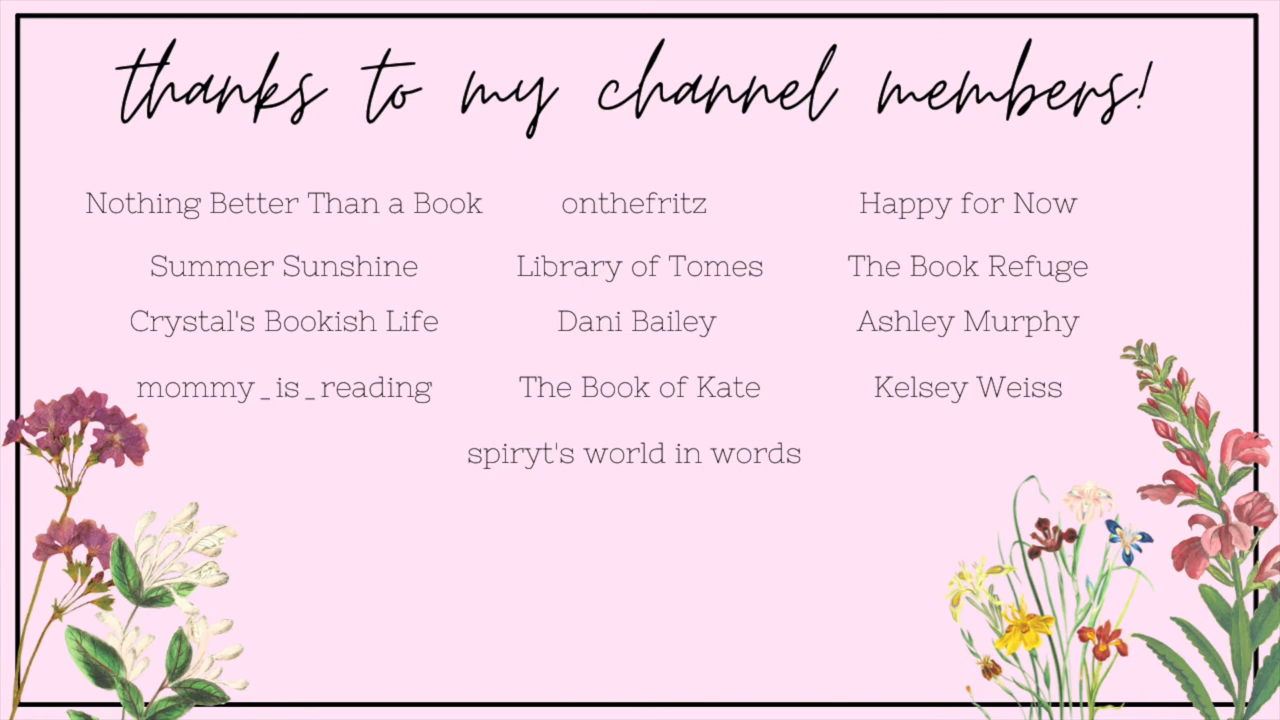 thanks to my channel members!
Nothing Better Than a Book onthefritz Happy for Now
Summer Sunshine Library of Tomes The Book Refuge
Crystal's Bookish Life Dani Bailey Ashley Murphy
mommy_is_reading The Book of Kate Kelsey Weiss
spiryt's world in words